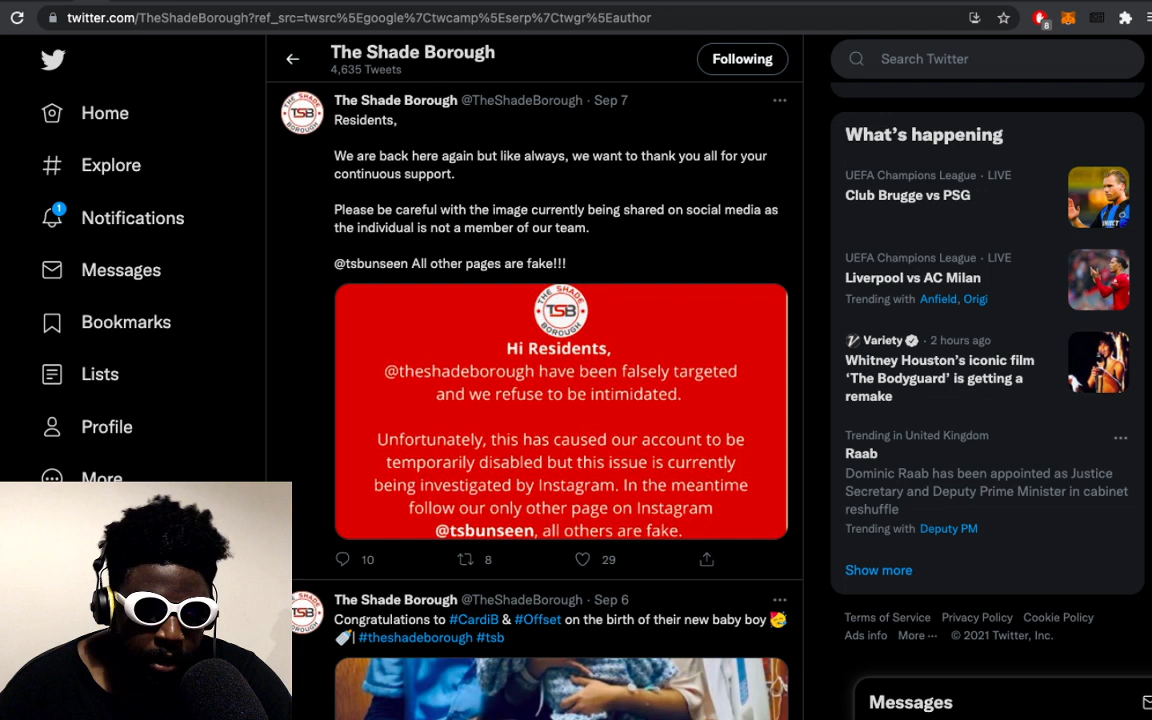 twitter.com/TheShadeBorough?ref_src=twsrc%5Egoogle%7Ctwcamp%5Eserp%7Ctwgr%5Eauthor
8
Home
Explore
1
Notifications
Messages
Bookmarks
Lists
Profile
More
The Shade Borough
4,635 Tweets
Following
The Shade Borough @TheShadeBorough · Sep 7
Residents,
We are back here again but like always, we want to thank you all for your
continuous support.
Please be careful with the image currently being shared on social media as
the individual is not a member of our team.
@tsbunseen All other pages are fake!!!
THE SHADE
TSB
BOROUGH
Hi Residents,
@theshadeborough have been falsely targeted
and we refuse to be intimidated.
Unfortunately, this has caused our account to be
temporarily disabled but this issue is currently
being investigated by Instagram. In the meantime
follow our only other page on Instagram
@tsbunseen, all others are fake.
10 8 29
The Shade Borough @TheShadeBorough · Sep 6
Congratulations to #CardiB & #Offset on the birth of their new baby boy 🥳
🍼| #theshadeborough #tsb
Search Twitter
What's happening
UEFA Champions League · LIVE
Club Brugge vs PSG
UEFA Champions League · LIVE
Liverpool vs AC Milan
Trending with Anfield, Origi
Variety · 2 hours ago
Whitney Houston's iconic film
'The Bodyguard' is getting a
remake
Trending in United Kingdom
Raab
Dominic Raab has been appointed as Justice
Secretary and Deputy Prime Minister in cabinet
reshuffle
Trending with Deputy PM
Show more
Terms of Service Privacy Policy Cookie Policy
Ads info More ··· © 2021 Twitter, Inc.
Messages